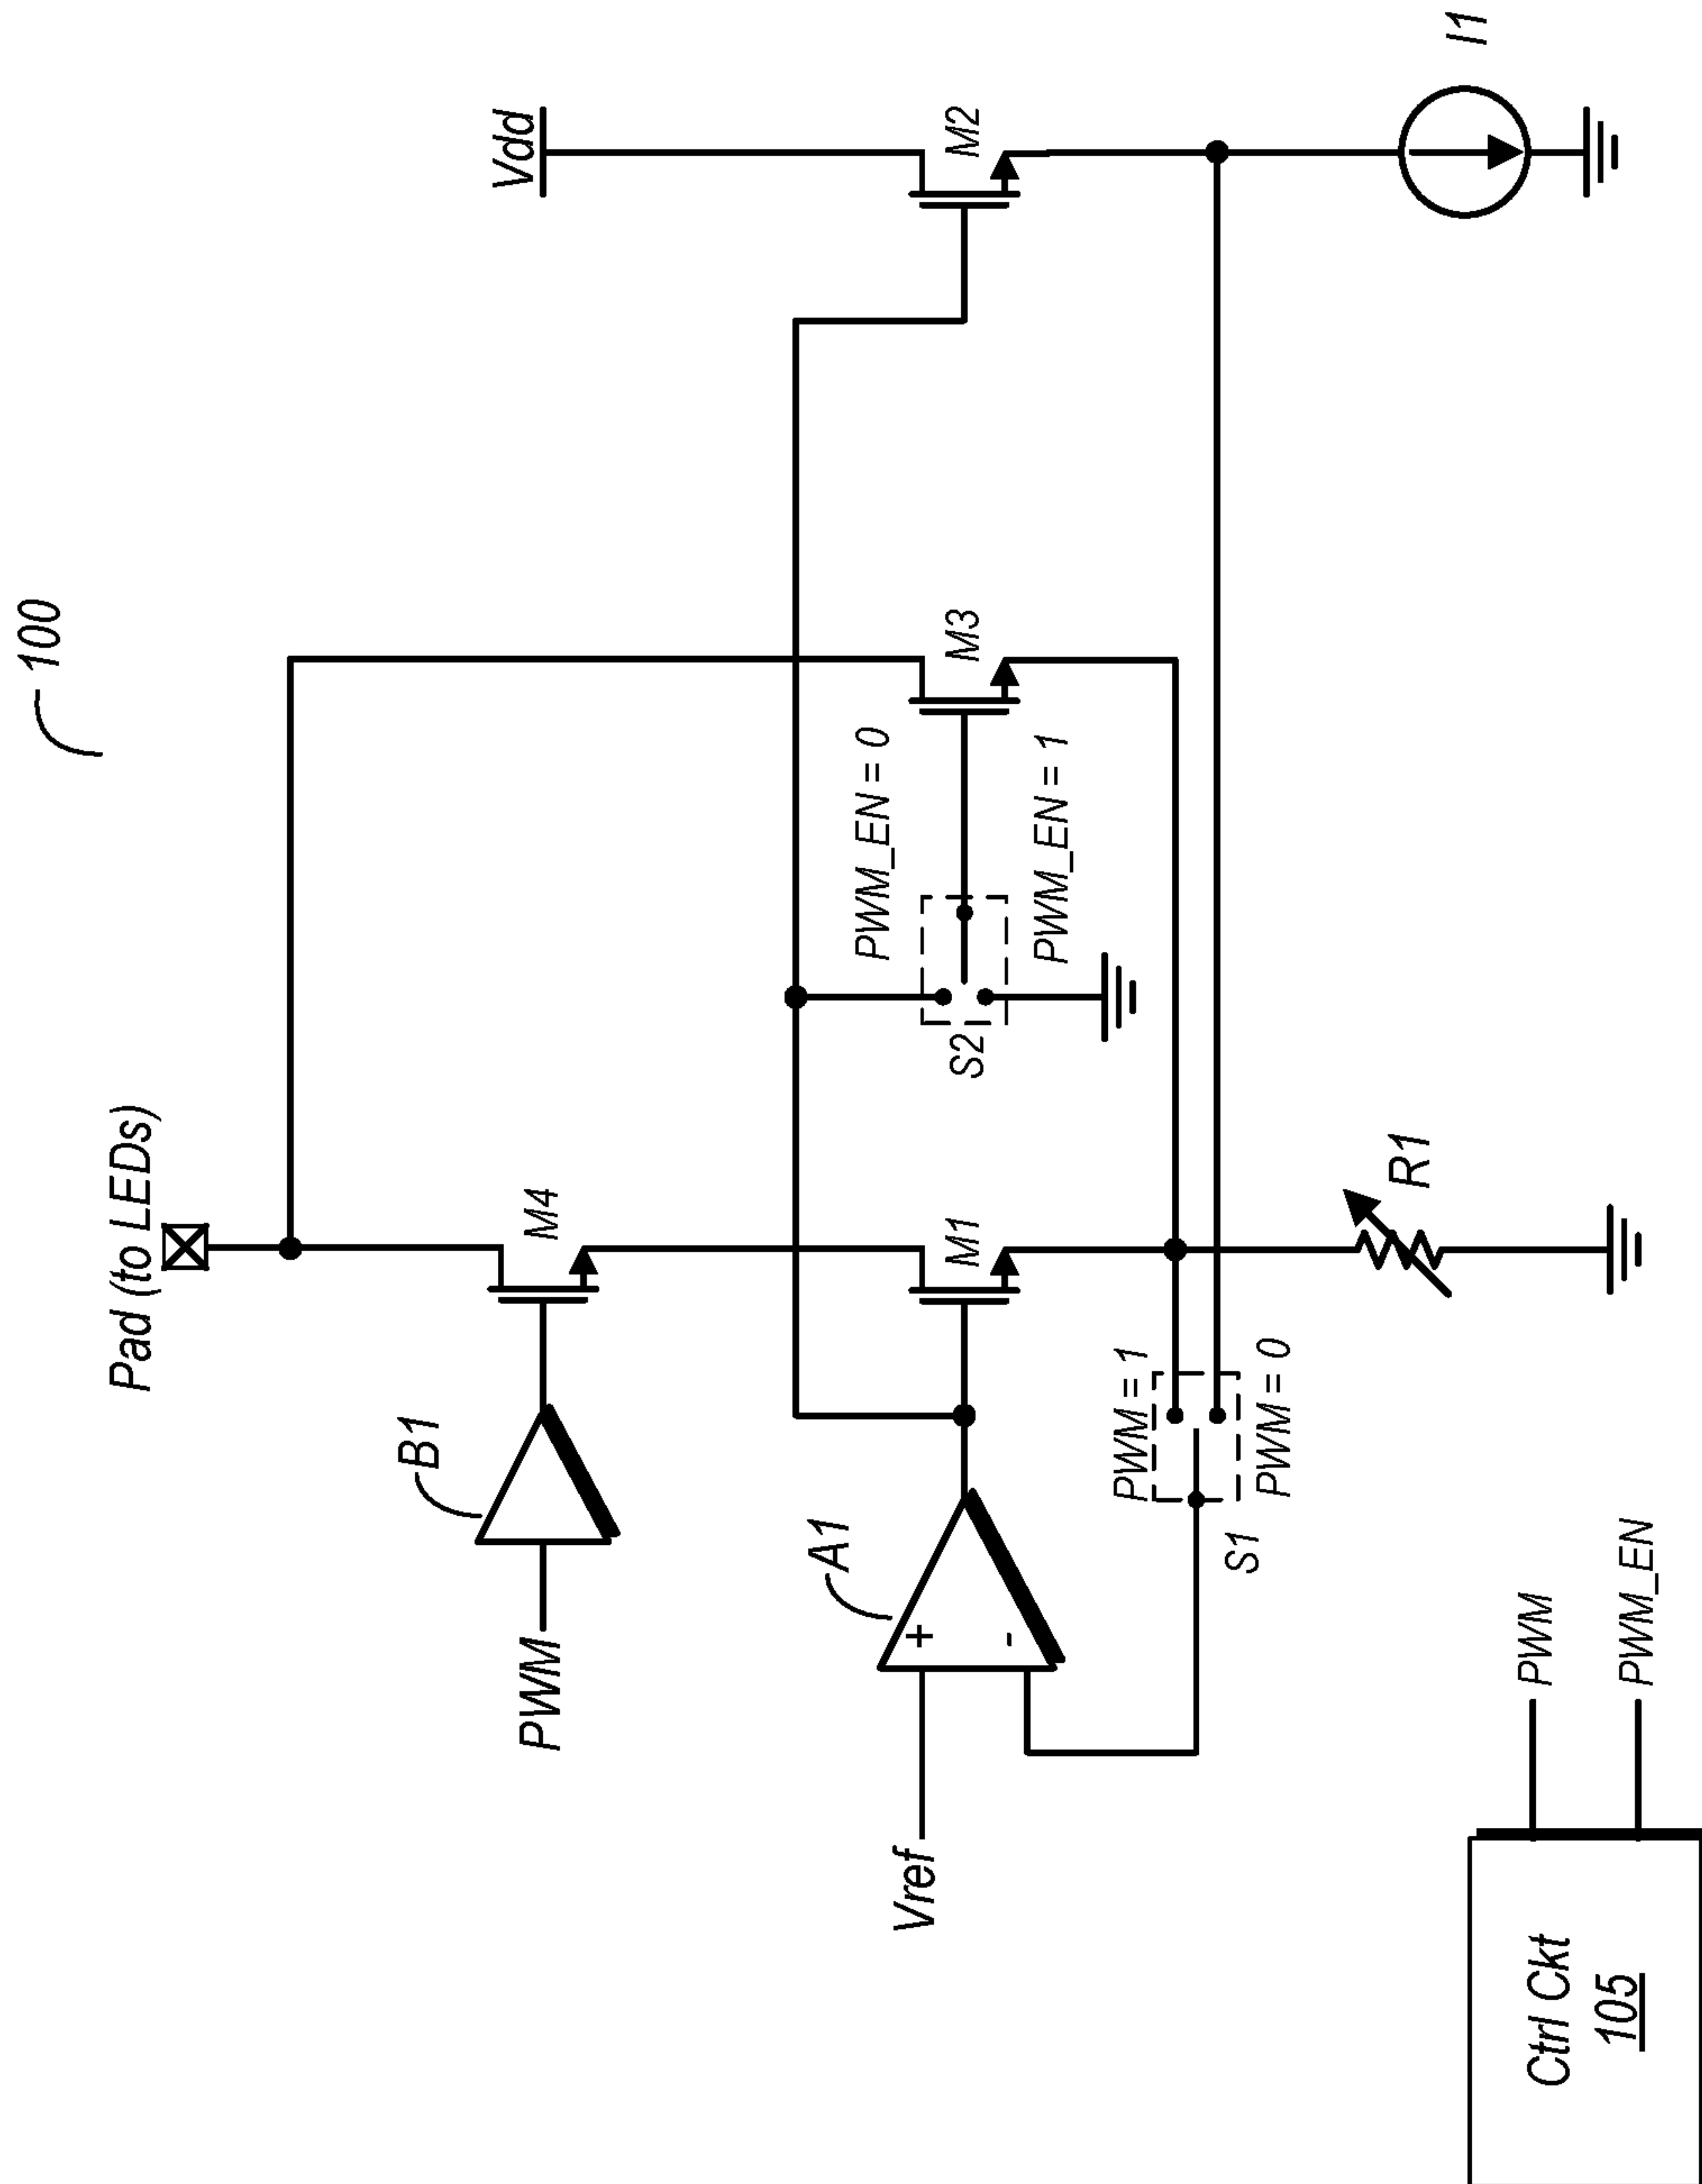 100
Pad (to LEDs)
Vdd
B1
M4
PWM
A1
+
-
Vref
M1
M3
M2
PWM_EN = 0
S2
PWM_EN = 1
PWM = 1
PWM = 0
S1
R1
I1
Ctrl Ckt
105
PWM
PWM_EN